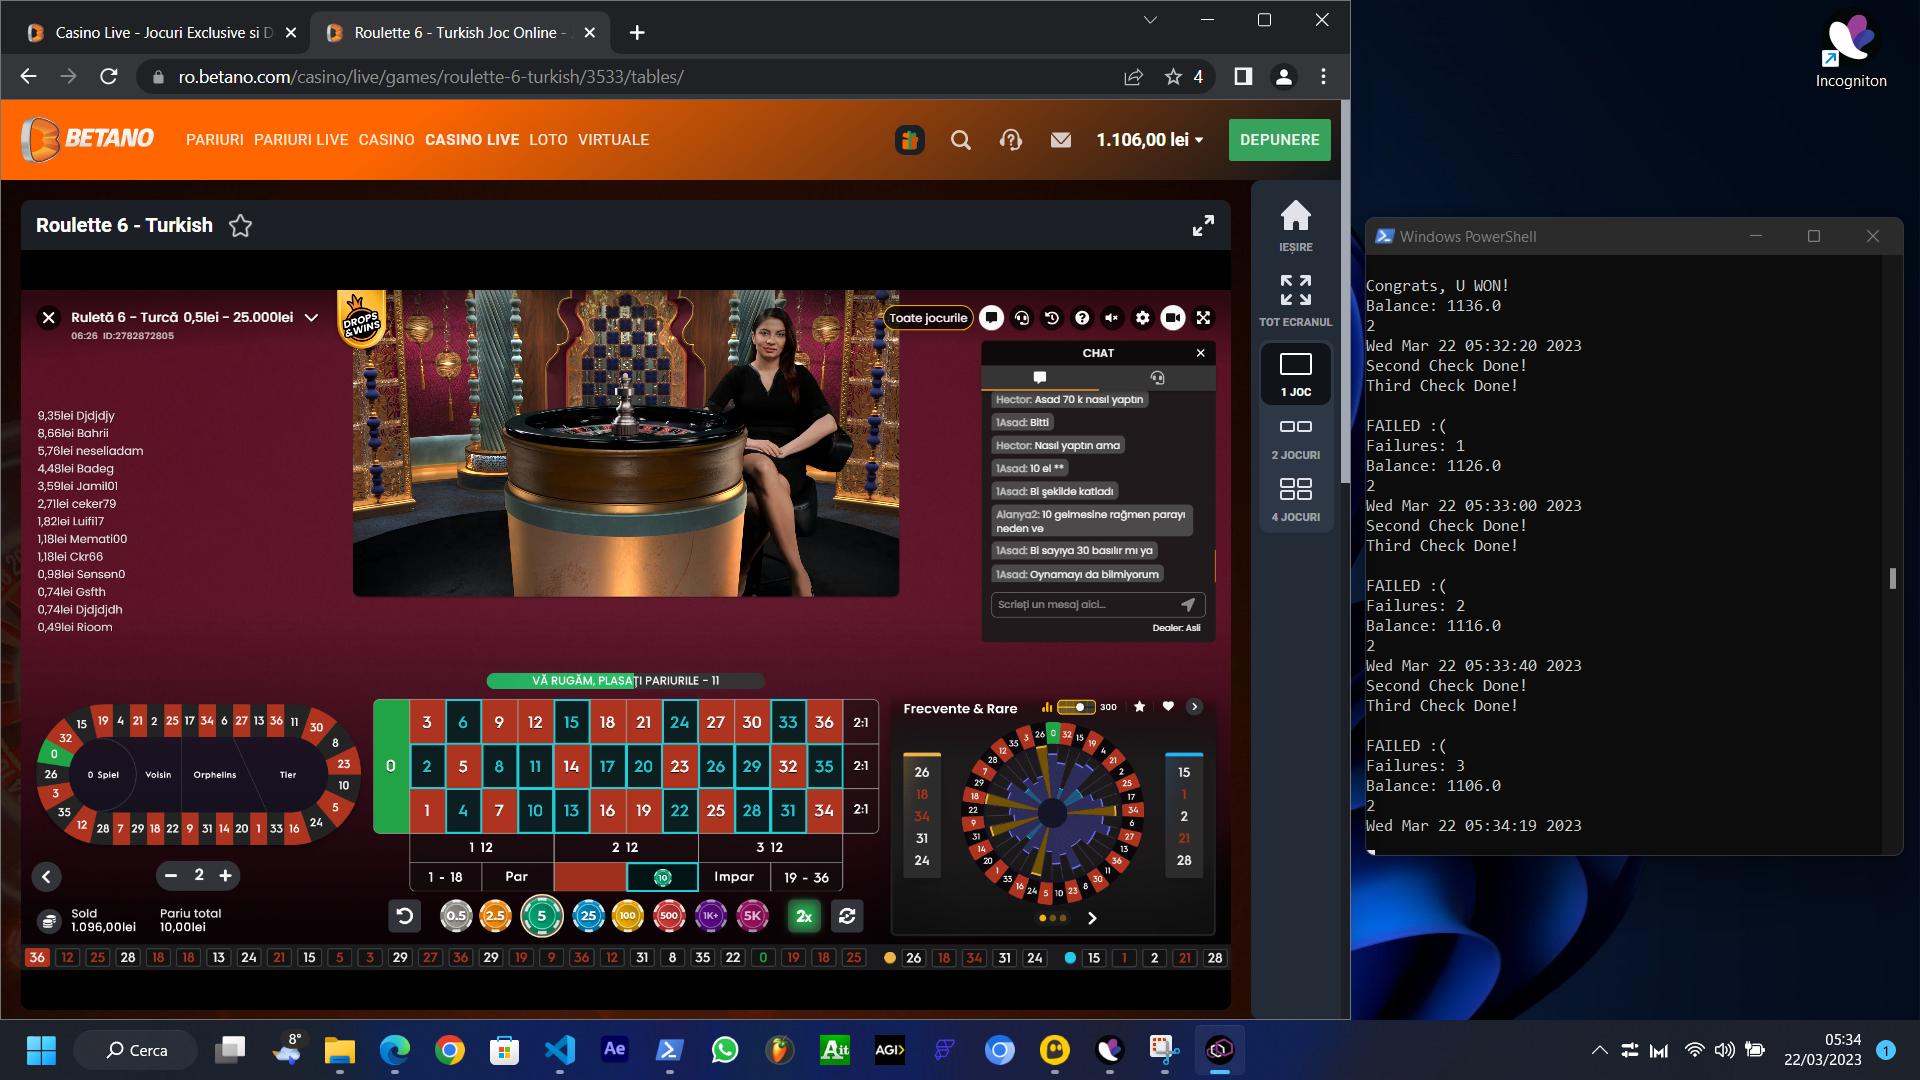 Casino Live - Jocuri Exclusive si D
Roulette 6 - Turkish Joc Online -
ro.betano.com/casino/live/games/roulette-6-turkish/3533/tables/
4
BETANO
PARIURI PARIURI LIVE CASINO CASINO LIVE LOTO VIRTUALE
1.106,00 lei
DEPUNERE
Roulette 6 - Turkish
IEȘIRE
TOT ECRANUL
1 JOC
2 JOCURI
4 JOCURI
Ruletă 6 - Turcă 0,5lei - 25.000lei
06:26 ID:2782872805
DROPS & WINS
Toate jocurile
9,35lei Djdjdjy
8,66lei Bahrii
5,76lei neseliadam
4,48lei Badeg
3,59lei Jamil01
2,71lei ceker79
1,82lei Luifi17
1,18lei Memati00
1,18lei Ckr66
0,98lei Sensen0
0,74lei Gsfth
0,74lei Djdjdjdh
0,49lei Rioom
CHAT
Hector: Asad 70 k nasıl yaptın
1Asad: Bitti
Hector: Nasıl yaptın ama
1Asad: 10 el **
1Asad: Bi şekilde katladı
Alanya2: 10 gelmesine rağmen parayı
neden ve
1Asad: Bi sayıya 30 basılır mı ya
1Asad: Oynamayı da bilmiyorum
Scrieți un mesaj aici...
Dealer: Asli
VĂ RUGĂM, PLASAȚI PARIURILE - 11
15 19 4 21 2 25 17 34 6 27 13 36 11 30
32 8
0 23
26 10
3 5
35 24
12 28 7 29 18 22 9 31 14 20 1 33 16
0 Spiel Voisin Orphelins Tier
3 6 9 12 15 18 21 24 27 30 33 36 2:1
0 2 5 8 11 14 17 20 23 26 29 32 35 2:1
1 4 7 10 13 16 19 22 25 28 31 34 2:1
1 12 2 12 3 12
1 - 18 Par 10 Impar 19 - 36
2
Sold
1.096,00lei
Pariu total
10,00lei
0.5 2.5 5 25 100 500 1K+ 5K 2x
Frecvente & Rare
300
26 15
18 1
34 2
31 21
24 28
36 12 25 28 18 18 13 24 21 15 5 3 29 27 36 29 19 9 36 12 31 8 35 22 0 19 18 25 26 18 34 31 24 15 1 2 21 28
Incogniton
Windows PowerShell
Congrats, U WON!
Balance: 1136.0
2
Wed Mar 22 05:32:20 2023
Second Check Done!
Third Check Done!
FAILED :(
Failures: 1
Balance: 1126.0
2
Wed Mar 22 05:33:00 2023
Second Check Done!
Third Check Done!
FAILED :(
Failures: 2
Balance: 1116.0
2
Wed Mar 22 05:33:40 2023
Second Check Done!
Third Check Done!
FAILED :(
Failures: 3
Balance: 1106.0
2
Wed Mar 22 05:34:19 2023
Cerca
8°
Ae
Ait
AGI>
05:34
22/03/2023
1